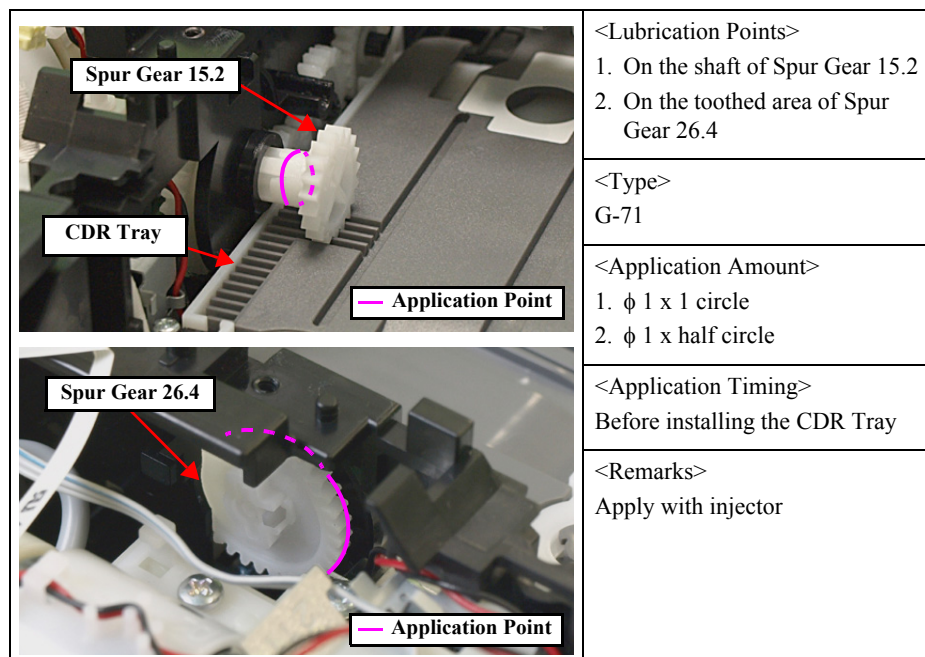 Spur Gear 15.2
CDR Tray
Application Point
Spur Gear 26.4
Application Point
<Lubrication Points>
1. On the shaft of Spur Gear 15.2
2. On the toothed area of Spur
Gear 26.4
<Type>
G-71
<Application Amount>
1. ϕ 1 x 1 circle
2. ϕ 1 x half circle
<Application Timing>
Before installing the CDR Tray
<Remarks>
Apply with injector